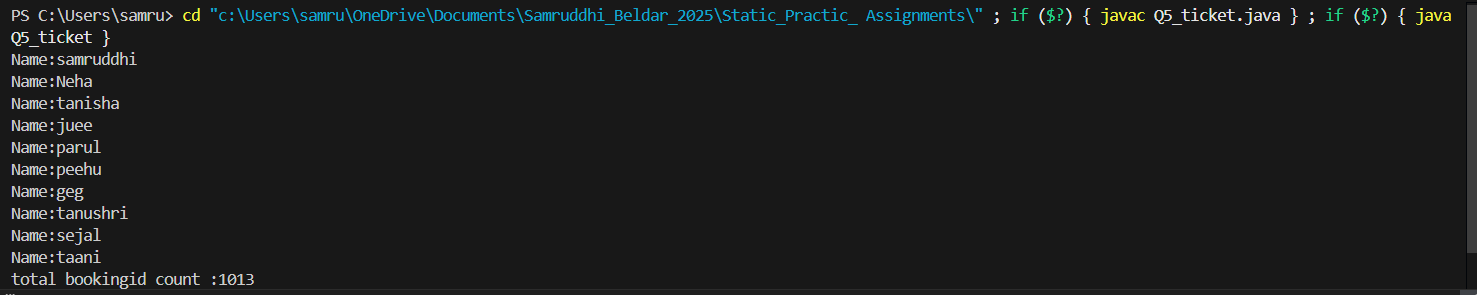 PS C:\Users\samru> cd "c:\Users\samru\OneDrive\Documents\Samruddhi_Beldar_2025\Static_Practic_ Assignments\" ; if ($?) { javac Q5_ticket.java } ; if ($?) { java
Q5_ticket }
Name:samruddhi
Name:Neha
Name:tanisha
Name:juee
Name:parul
Name:peehu
Name:geg
Name:tanushri
Name:sejal
Name:taani
total bookingid count :1013